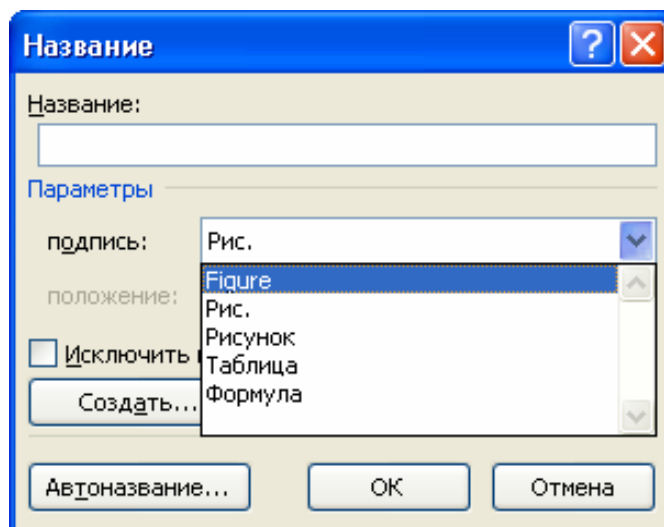 Название
Название:
Параметры
подпись: Рис.
Figure
положение:
Рис.
Рисунок
Исключить
Таблица
Создать... Формула
Автоназвание... ОК Отмена